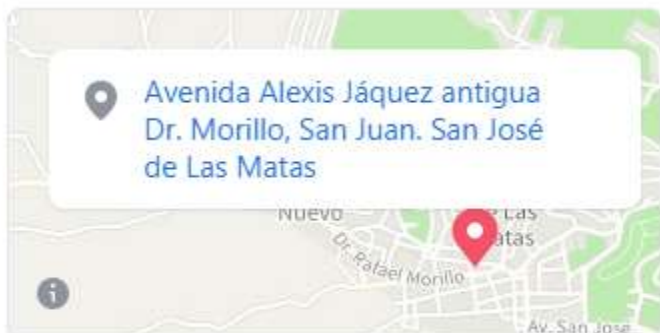 Avenida Alexis Jáquez antigua
Dr. Morillo, San Juan. San José
de Las Matas
Nuevo
Las
atas
Dr. Rafael Morillo
Av. San José